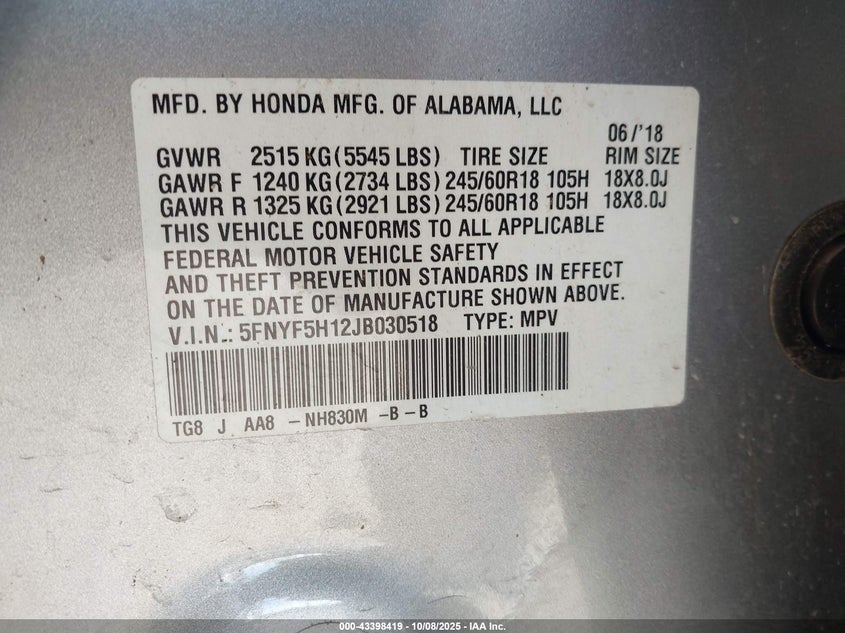 MFD. BY HONDA MFG. OF ALABAMA, LLC
06/'18
GVWR 2515 KG(5545 LBS) TIRE SIZE RIM SIZE
GAWR F 1240 KG(2734 LBS) 245/60R18 105H 18X8.0J
GAWR R 1325 KG(2921 LBS) 245/60R18 105H 18X8.0J
THIS VEHICLE CONFORMS TO ALL APPLICABLE
FEDERAL MOTOR VEHICLE SAFETY
AND THEFT PREVENTION STANDARDS IN EFFECT
ON THE DATE OF MANUFACTURE SHOWN ABOVE.
V.I.N.: 5FNYF5H12JB030518 TYPE: MPV
TG8 J AA8 -NH830M -B-B
000-43398419 - 10/08/2025 - IAA Inc.